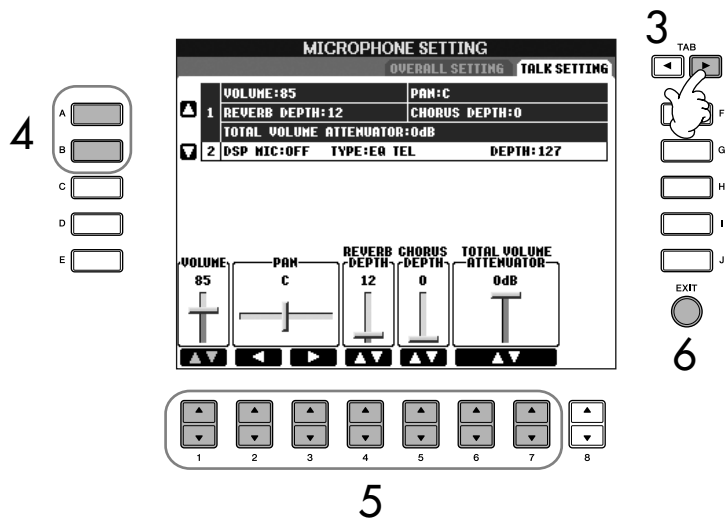 3
TAB
MICROPHONE SETTING
OVERALL SETTING TALK SETTING
VOLUME:85 PAN:C
1 REVERB DEPTH:12 CHORUS DEPTH:0
TOTAL VOLUME ATTENUATOR:0dB
2 DSP MIC:OFF TYPE:EQ TEL DEPTH:127
4
A
B
C
D
E
F
G
H
I
J
VOLUME PAN REVERB DEPTH CHORUS DEPTH TOTAL VOLUME ATTENUATOR
85 C 12 0 0dB
EXIT
6
1 2 3 4 5 6 7 8
5